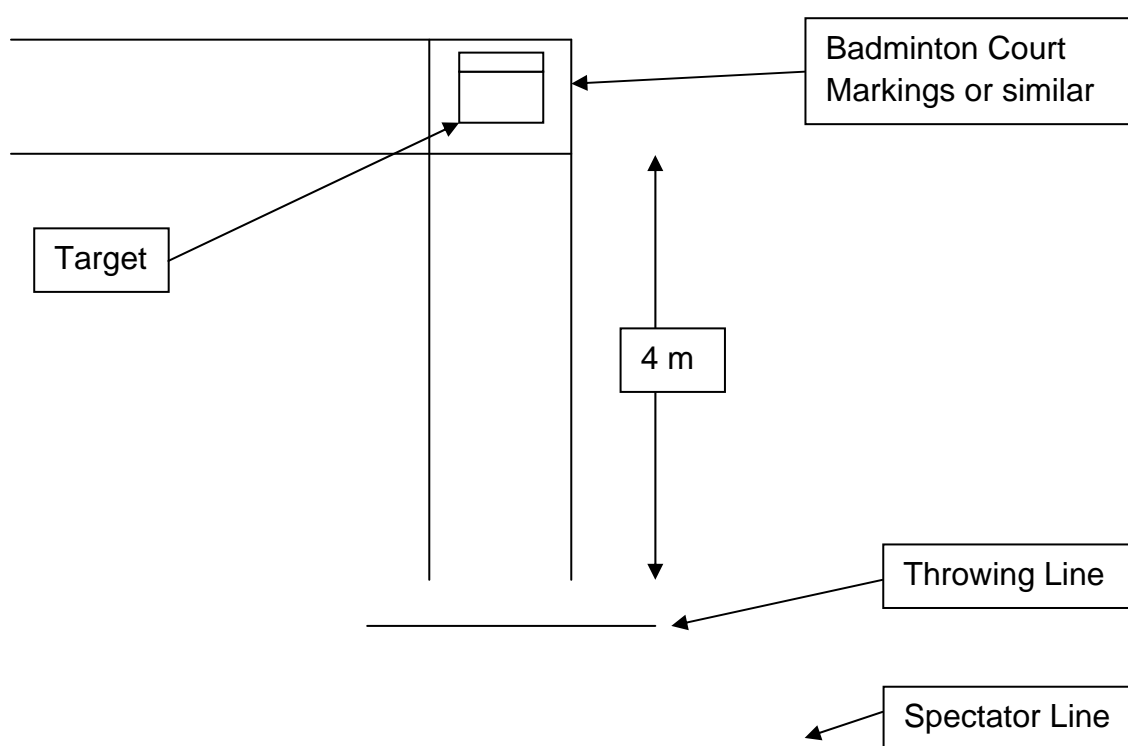 Badminton Court
Markings or similar
Target
4 m
Throwing Line
Spectator Line